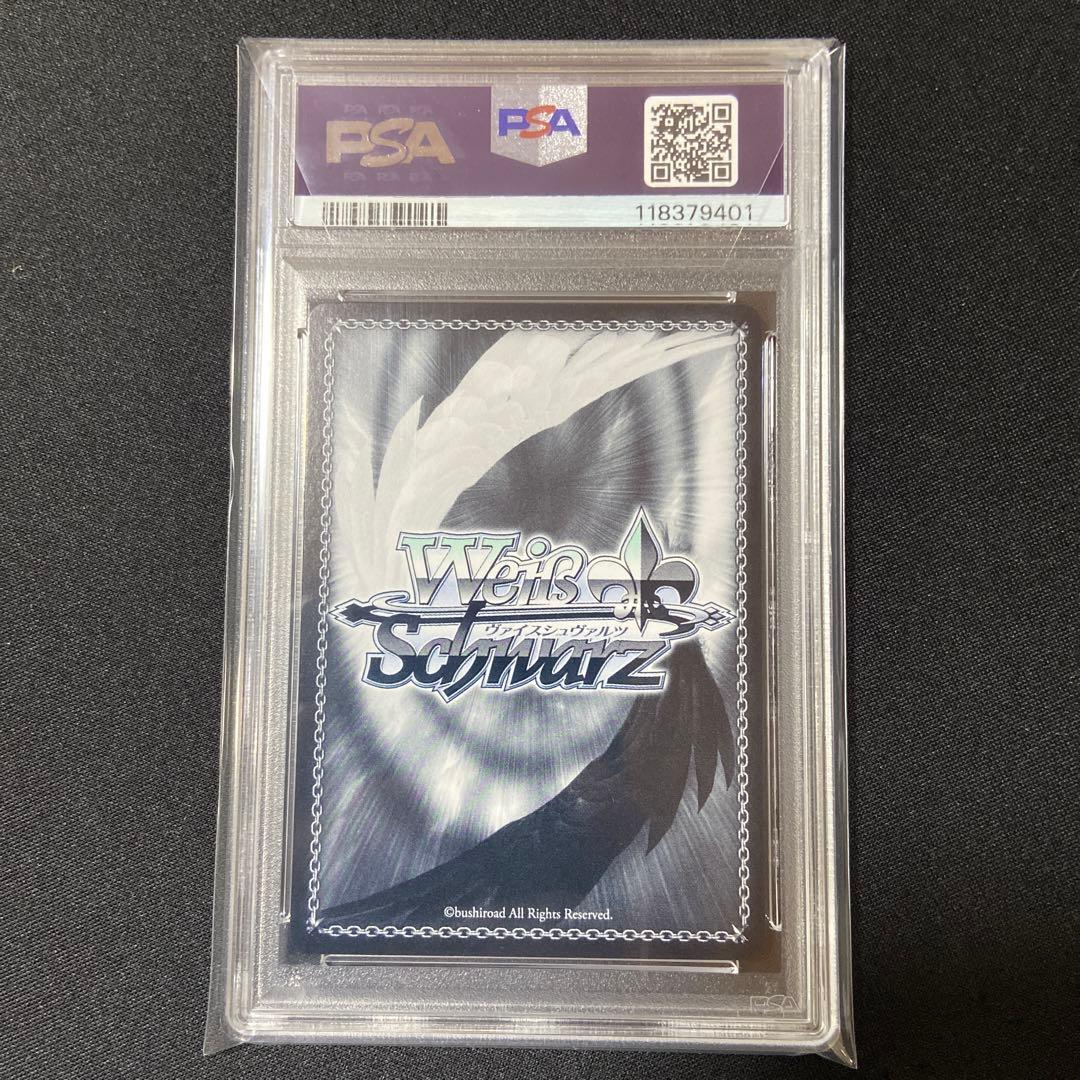 PSA
PSA
118379401
Weiß
ヴァイスシュヴァルツ
Schwarz
©bushiroad All Rights Reserved.
PSA